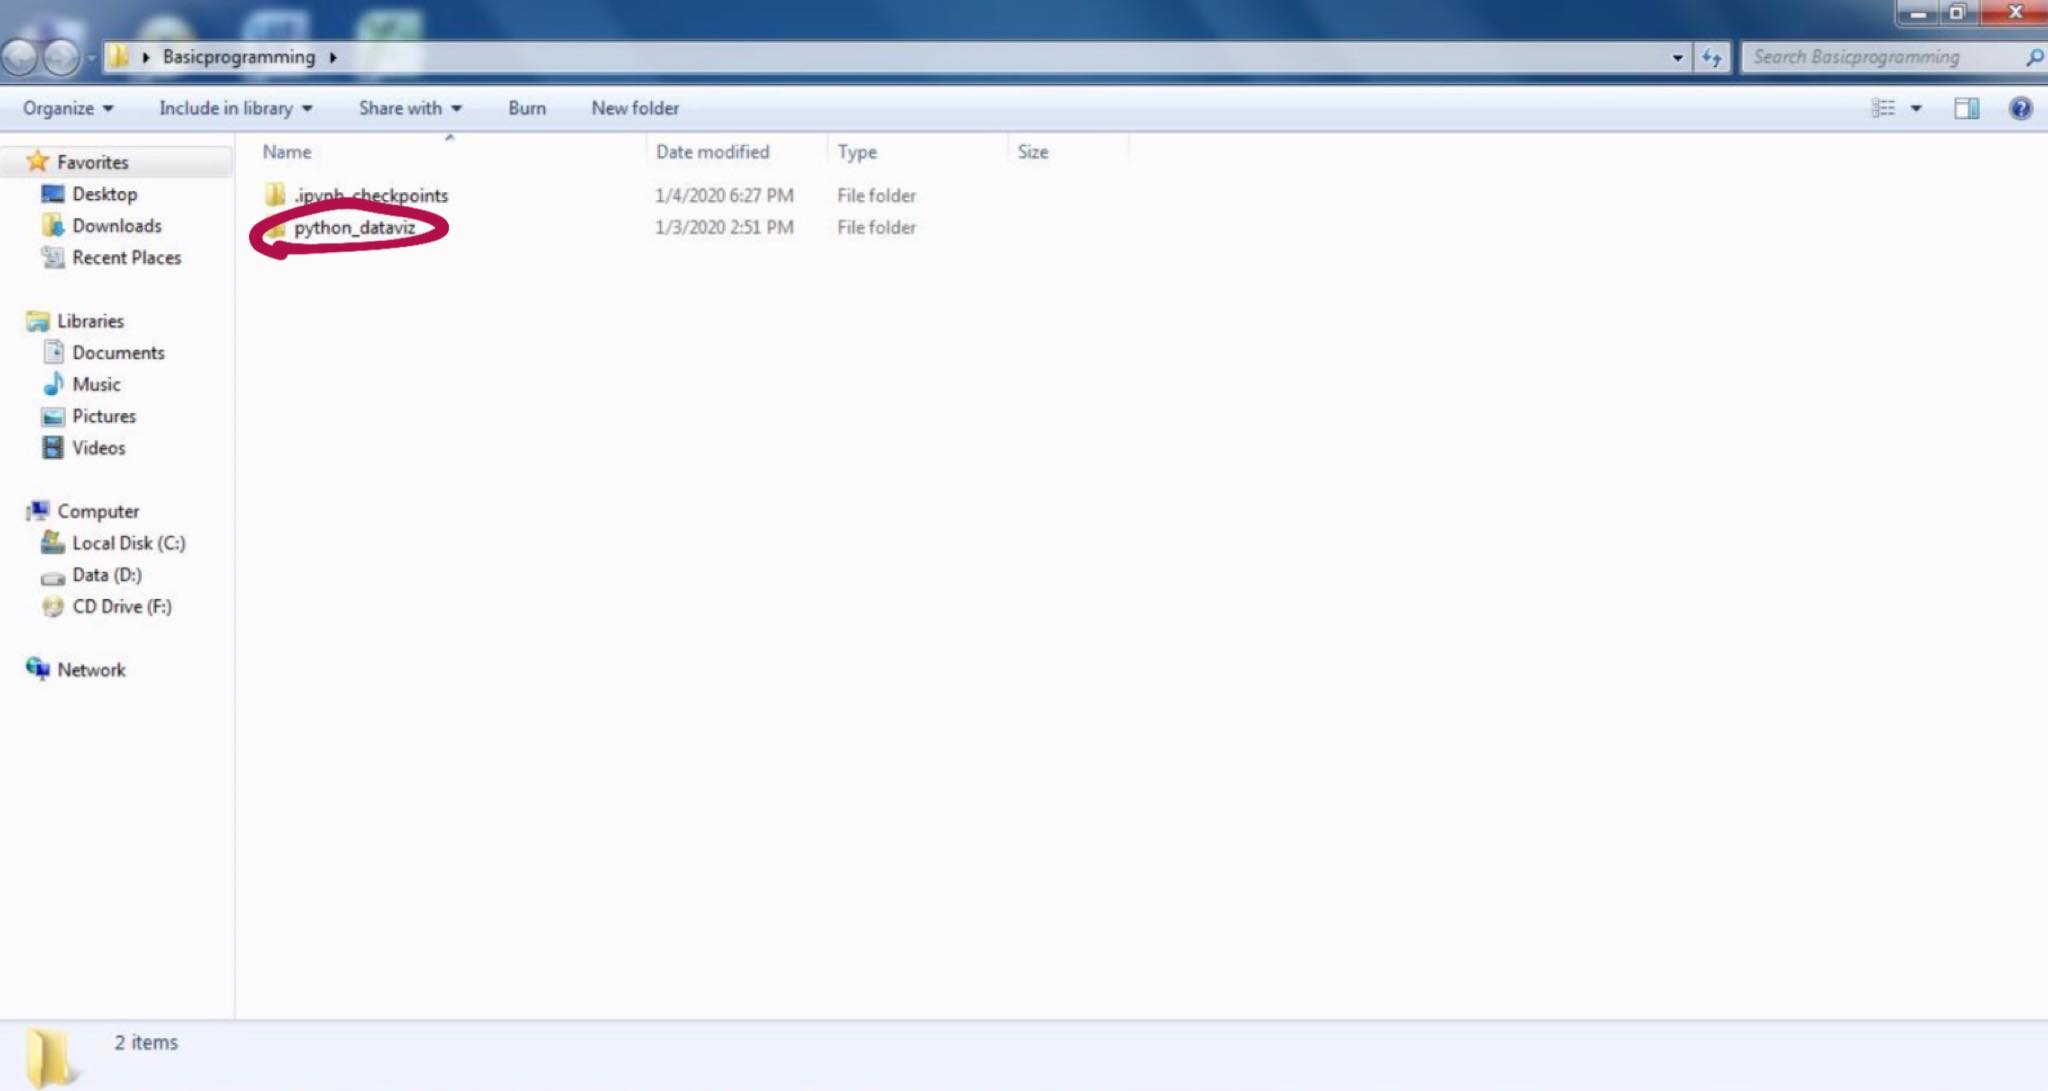 Basicprogramming
Search Basicprogramming
Organize Include in library Share with Burn New folder
Name Date modified Type Size
.ipynb_checkpoints 1/4/2020 6:27 PM File folder
python_dataviz 1/3/2020 2:51 PM File folder
Favorites
Desktop
Downloads
Recent Places
Libraries
Documents
Music
Pictures
Videos
Computer
Local Disk (C:)
Data (D:)
CD Drive (F:)
Network
2 items